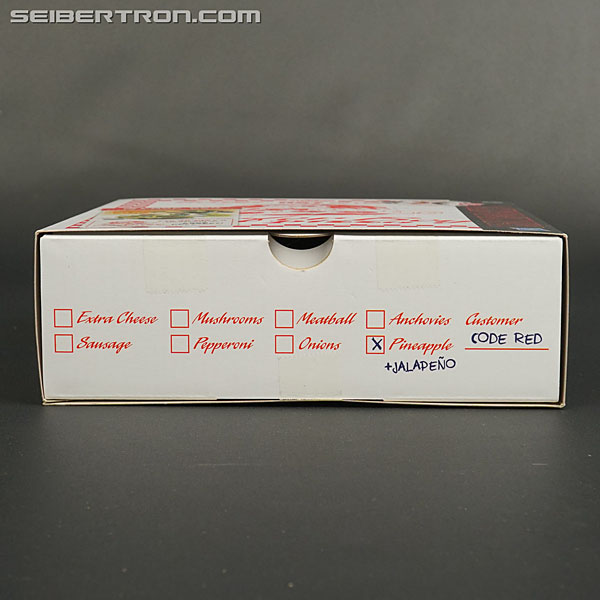 SEIBERTRON.COM
Extra Cheese Mushrooms Meatball Anchovies Customer
Sausage Pepperoni Onions X Pineapple CODE RED
+JALAPEÑO